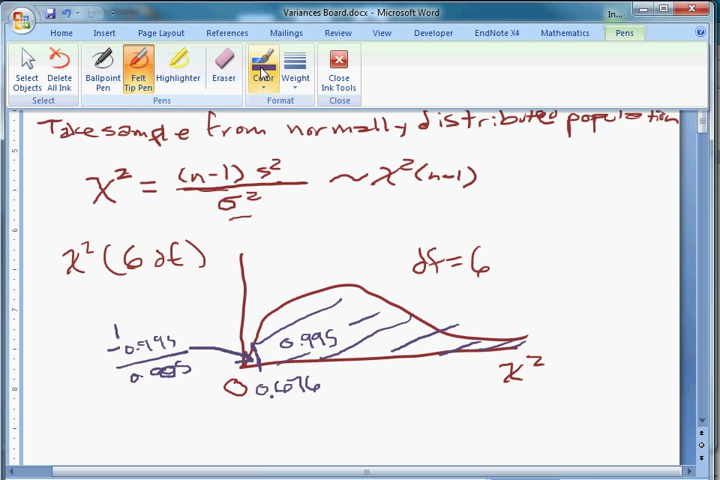 Variances Board.docx - Microsoft Word
In...
Home Insert Page Layout References Mailings Review View EndNote X4 Mathematics Pens
Select Objects
Delete All Ink
Ballpoint Pen
Felt Tip Pen
Highlighter
Eraser
Color
Weight
Close Ink Tools
Select Pens Format Close
Take sample from normally distributed population
χ² = (n-1) s² / σ² ~ χ²(n-1)
χ² (6 df)
df = 6
1
-0.995
0.005
0.995
0 0.676
χ²